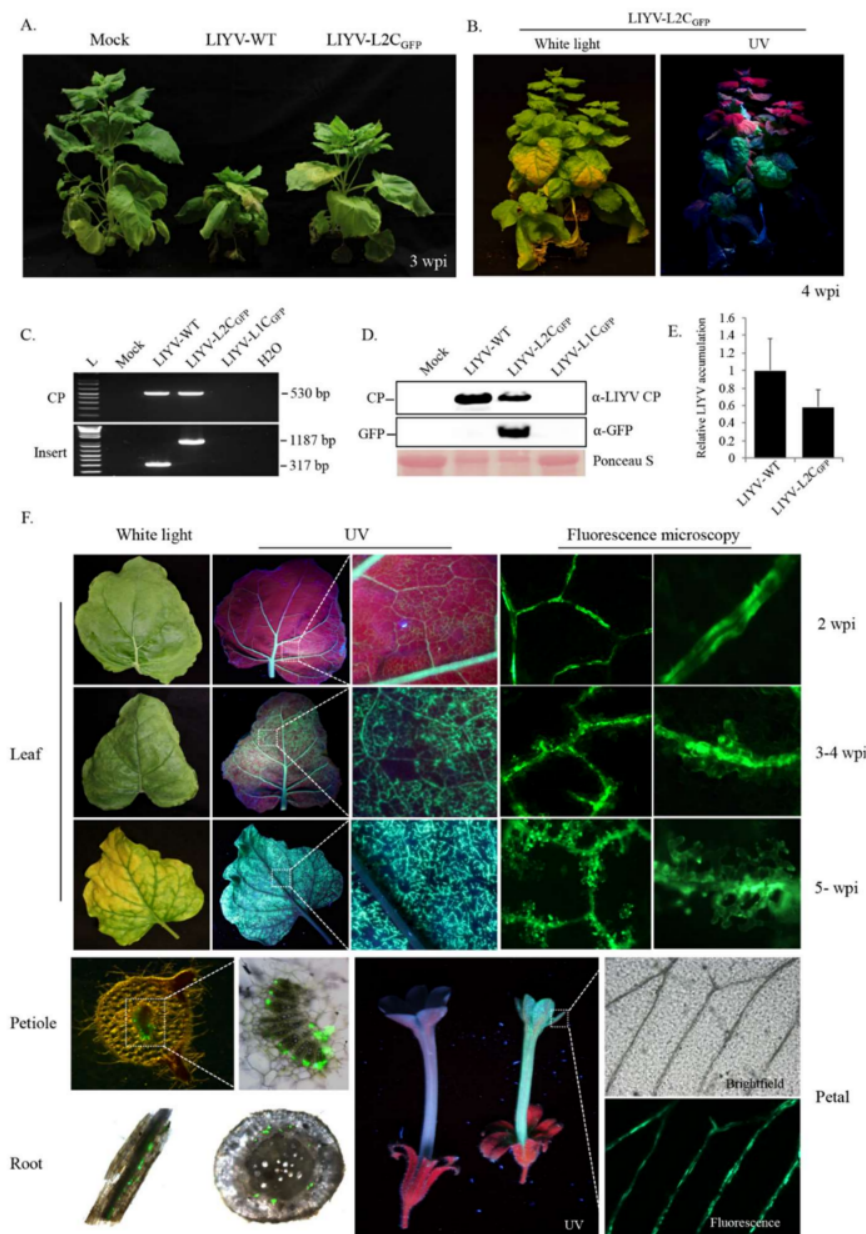 A.
Mock LIYV-WT LIYV-L2CGFP
3 wpi
B.
LIYV-L2CGFP
White light UV
4 wpi
C.
L Mock LIYV-WT LIYV-L2CGFP LIYV-L1CGFP H2O
CP 530 bp
Insert 1187 bp
317 bp
D.
Mock LIYV-WT LIYV-L2CGFP LIYV-L1CGFP
CP α-LIYV CP
GFP α-GFP
Ponceau S
E.
Relative LIYV accumulation
1.6
1.4
1.2
1
0.8
0.6
0.4
0.2
0
LIYV-WT LIYV-L2CGFP
F.
White light UV Fluorescence microscopy
2 wpi
Leaf 3-4 wpi
5- wpi
Petiole Brightfield Petal
Root UV Fluorescence